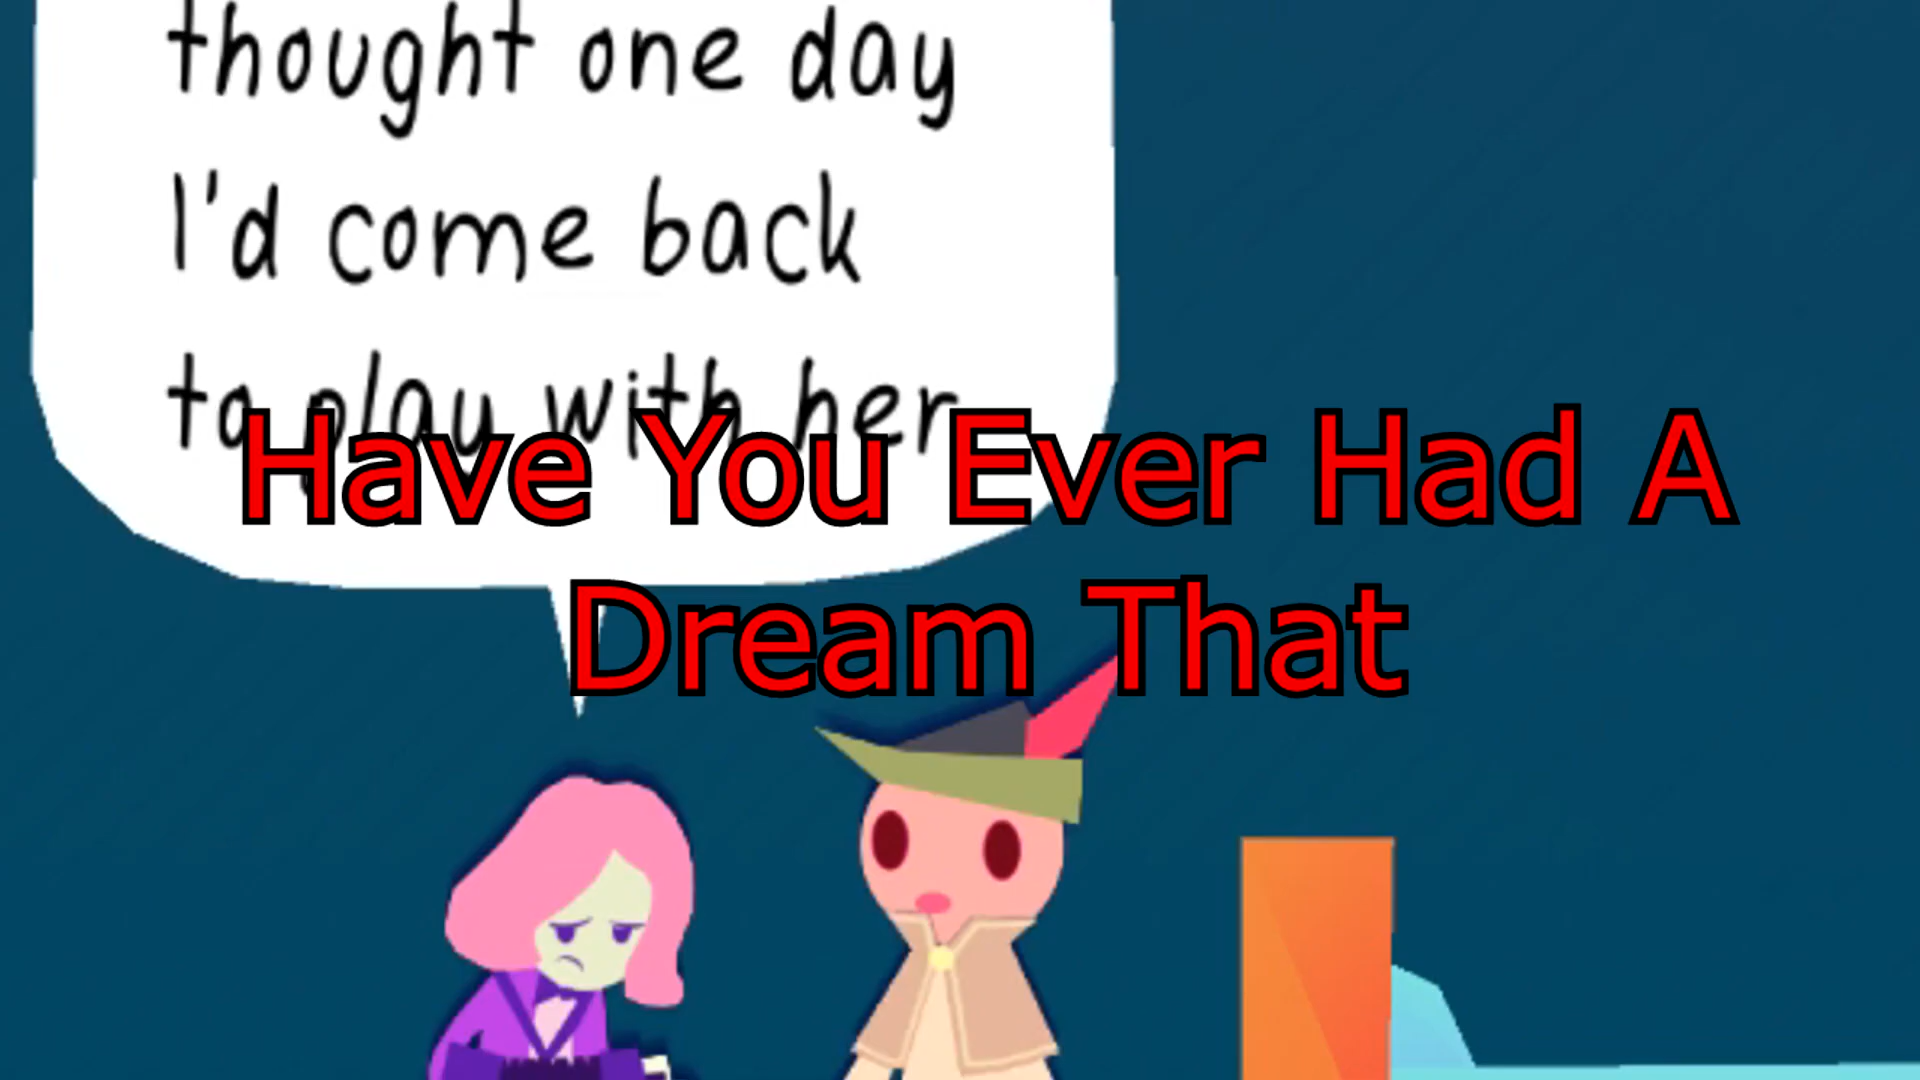 thought one day
I'd come back
to play with her
Have You Ever Had A
Dream That